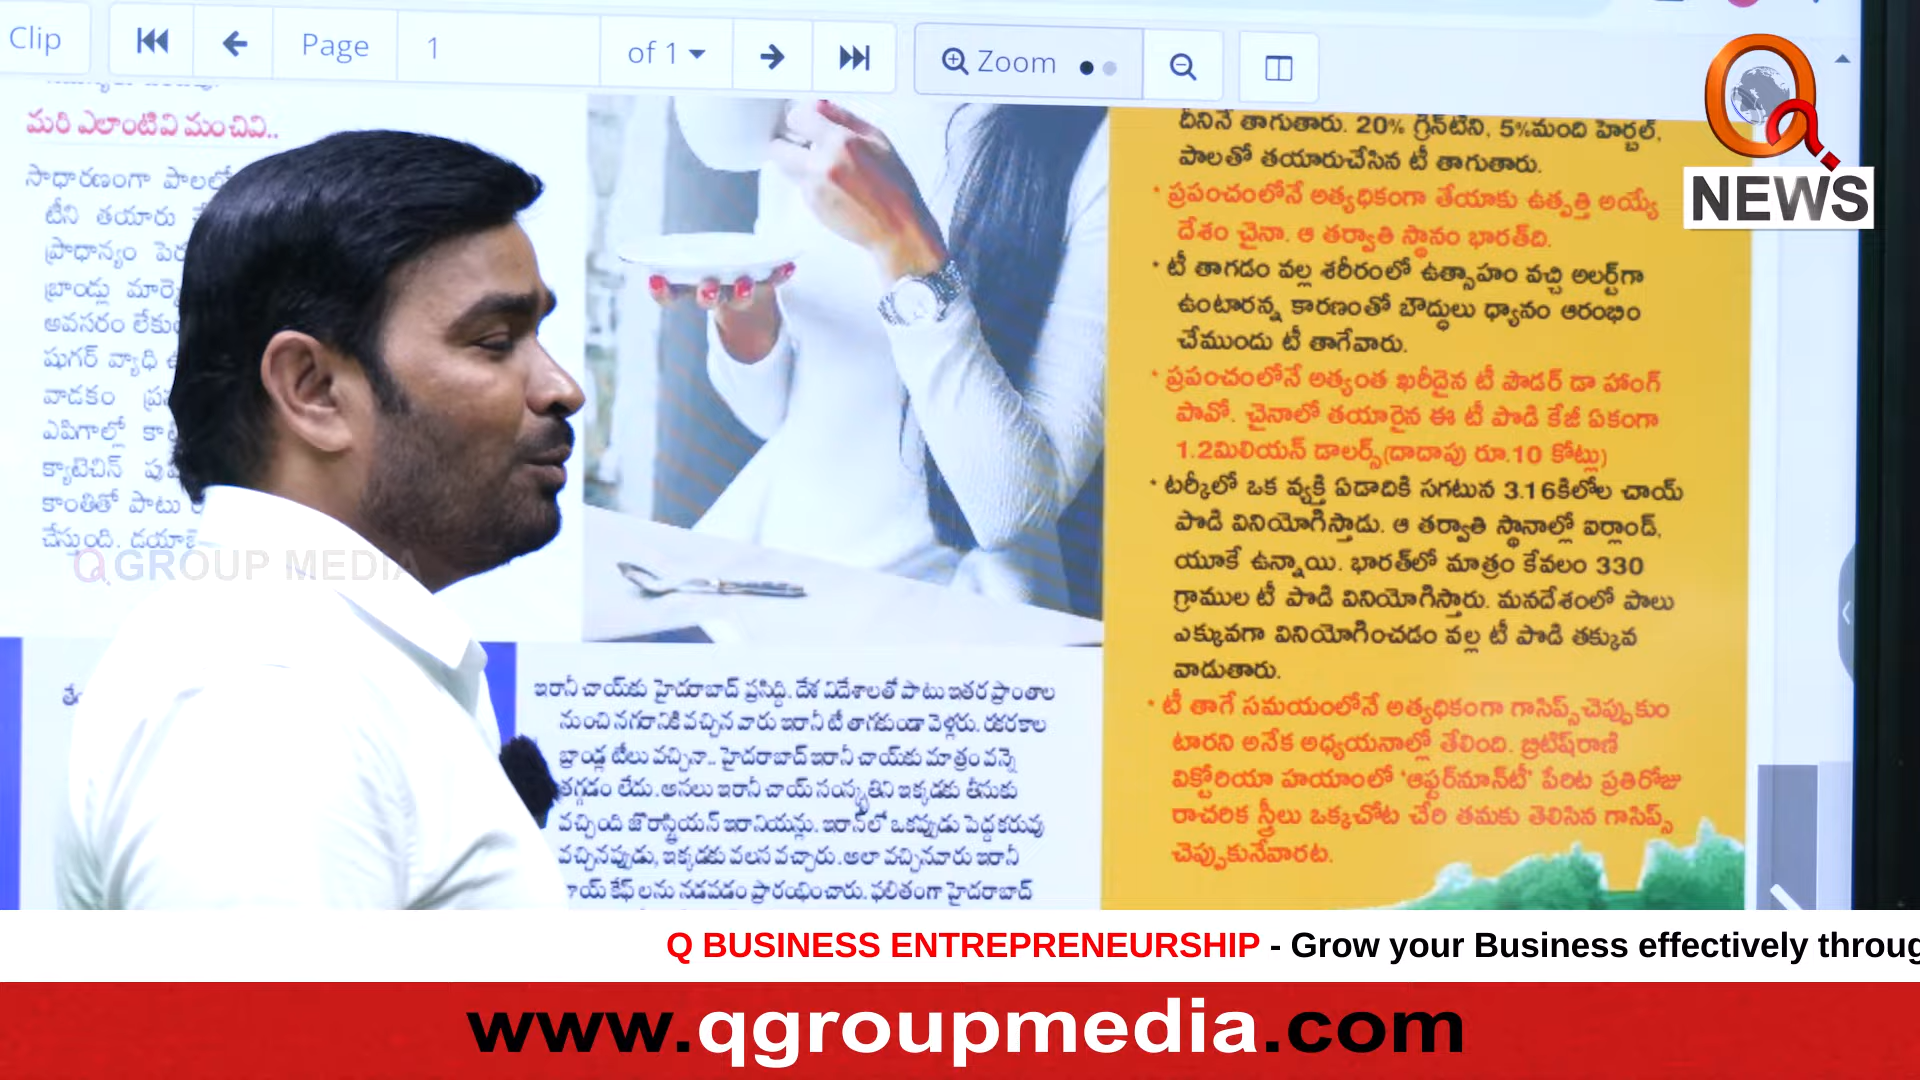 Clip
Page
1
of 1
Zoom
Q
NEWS
మరి ఎలాంటివి మంచివి..
సాధారణంగా పాలలో
టీని తయారు
ప్రాధాన్యం
బ్రాండ్లు
అవసరం
షుగర్ వ్యాధి
వాడకం
ఎపిగాల్లో
క్యాటెచిన్
కాంతితో పాటు
చేస్తుంది.
Q GROUP MEDIA
ఇరానీ చాయ్‌కు హైదరాబాద్ ప్రసిద్ధి. దేశ విదేశాలతో పాటు ఇతర ప్రాంతాల
నుంచి నగరానికి వచ్చిన వారు ఇరానీ టీ తాగకుండా వెళ్లరు. రకరకాల
బ్రాండ్ల టీలు వచ్చినా.. హైదరాబాద్ ఇరానీ చాయ్‌కు మాత్రం వన్నె
తగ్గడం లేదు. అసలు ఇరానీ చాయ్ సంస్కృతిని ఇక్కడకు తీసుకు
వచ్చింది జొరాస్ట్రియన్ ఇరానియన్లు. ఇరాన్‌లో ఒకప్పుడు పెద్ద కరువు
వచ్చినప్పుడు, ఇక్కడకు వలస వచ్చారు. అలా వచ్చినవారు ఇరానీ
కేఫ్‌లను నడపడం ప్రారంభించారు. ఫలితంగా హైదరాబాద్
దీనినే తాగుతారు. 20% గ్రీన్‌టీని, 5%మంది హెర్బల్,
పాలతో తయారుచేసిన టీ తాగుతారు.
* ప్రపంచంలోనే అత్యధికంగా తేయాకు ఉత్పత్తి అయ్యే
దేశం చైనా. ఆ తర్వాతి స్థానం భారత్‌ది.
* టీ తాగడం వల్ల శరీరంలో ఉత్సాహం వచ్చి అలర్ట్‌గా
ఉంటారన్న కారణంతో బౌద్ధులు ధ్యానం ఆరంభిం
చేముందు టీ తాగేవారు.
* ప్రపంచంలోనే అత్యంత ఖరీదైన టీ పౌడర్ డా హాంగ్
పావో. చైనాలో తయారైన ఈ టీ పొడి కేజీ ఏకంగా
1.2మిలియన్ డాలర్స్(దాదాపు రూ.10 కోట్లు)
* టర్కీలో ఒక వ్యక్తి ఏడాదికి సగటున 3.16కిలోల చాయ్
పొడి వినియోగిస్తాడు. ఆ తర్వాతి స్థానాల్లో ఐర్లాండ్,
యూకే ఉన్నాయి. భారత్‌లో మాత్రం కేవలం 330
గ్రాముల టీ పొడి వినియోగిస్తారు. మనదేశంలో పాలు
ఎక్కువగా వినియోగించడం వల్ల టీ పొడి తక్కువ
వాడుతారు.
* టీ తాగే సమయంలోనే అత్యధికంగా గాసిప్స్‌చెప్పుకుం
టారని అనేక అధ్యయనాల్లో తేలింది. బ్రిటిష్‌రాణి
విక్టోరియా హయాంలో 'ఆఫ్టర్‌నూన్‌టీ' పేరిట ప్రతిరోజు
రాచరిక స్త్రీలు ఒక్కచోట చేరి తమకు తెలిసిన గాసిప్స్
చెప్పుకునేవారట.
Q BUSINESS ENTREPRENEURSHIP - Grow your Business effectively throug
www.qgroupmedia.com